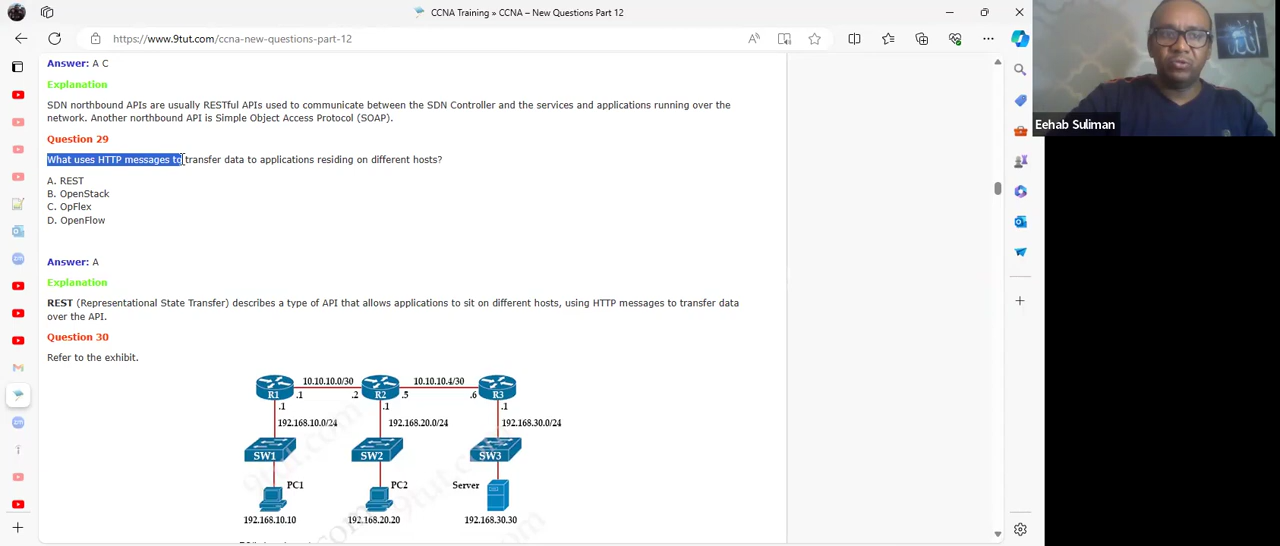 CCNA Training » CCNA – New Questions Part 12
https://www.9tut.com/ccna-new-questions-part-12
Answer: A C
Explanation
SDN northbound APIs are usually RESTful APIs used to communicate between the SDN Controller and the services and applications running over the
network. Another northbound API is Simple Object Access Protocol (SOAP).
Question 29
What uses HTTP messages to transfer data to applications residing on different hosts?
A. REST
B. OpenStack
C. OpFlex
D. OpenFlow
Answer: A
Explanation
REST (Representational State Transfer) describes a type of API that allows applications to sit on different hosts, using HTTP messages to transfer data
over the API.
Question 30
Refer to the exhibit.
10.10.10.0/30 10.10.10.4/30
R1 .1 .2 R2 .5 .6 R3
.1 .1 .1
192.168.10.0/24 192.168.20.0/24 192.168.30.0/24
SW1 SW2 SW3
PC1 PC2 Server
192.168.10.10 192.168.20.20 192.168.30.30
9tut.com 9tut.com
Eehab Suliman